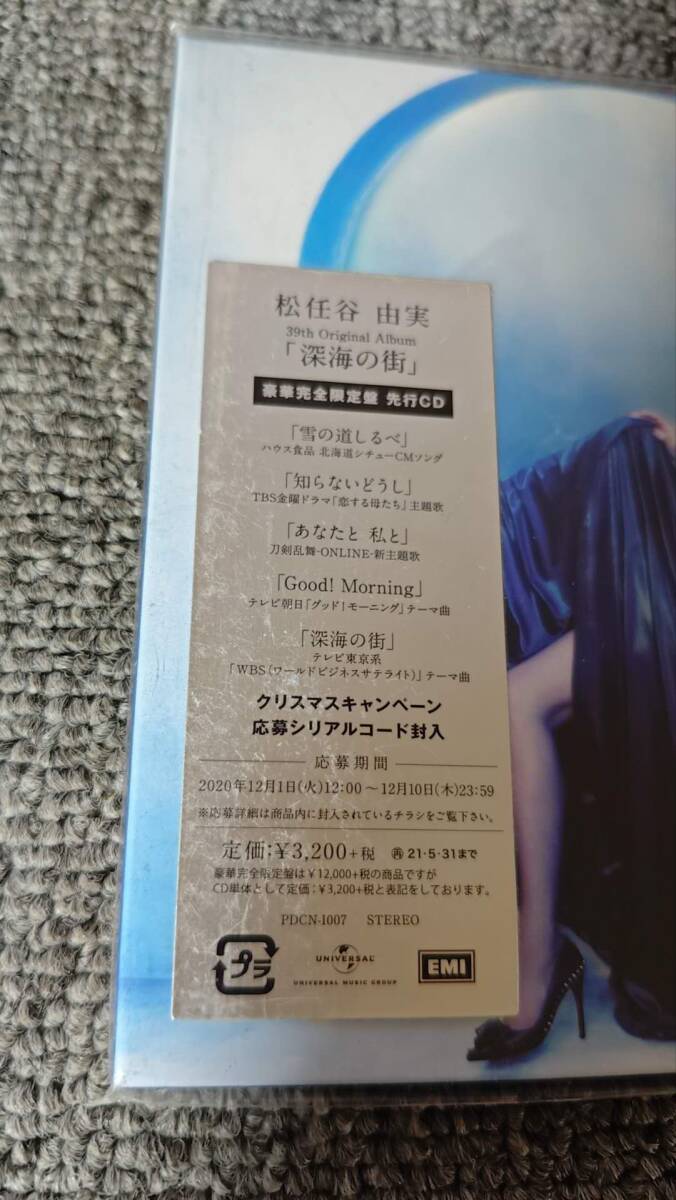 松任谷 由実
39th Original Album
「深海の街」
豪華完全限定盤 先行CD
「雪の道しるべ」
ハウス食品 北海道シチューCMソング
「知らないどうし」
TBS金曜ドラマ「恋する母たち」主題歌
「あなたと 私と」
刀剣乱舞-ONLINE-新主題歌
「Good! Morning」
テレビ朝日「グッド!モーニング」テーマ曲
「深海の街」
テレビ東京系
「WBS(ワールドビジネスサテライト)」テーマ曲
クリスマスキャンペーン
応募シリアルコード封入
応募期間
2020年12月1日(火)12:00～12月10日(木)23:59
※応募詳細は商品内に封入されているチラシをご覧下さい。
定価:¥3,200+税 ㋘21・5・31まで
豪華完全限定盤は¥12,000+税の商品ですが
CD単体として定価:¥3,200+税と表記をしております。
PDCN-1007 STEREO
プラ
UNIVERSAL
UNIVERSAL MUSIC GROUP
EMI